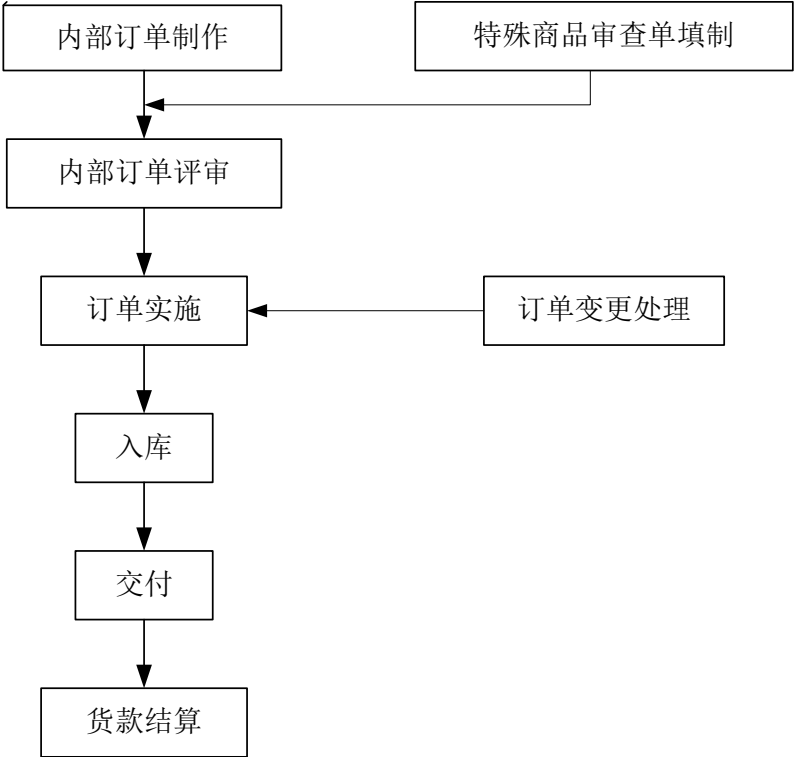 内部订单制作
特殊商品审查单填制
内部订单评审
订单实施
订单变更处理
入库
交付
货款结算